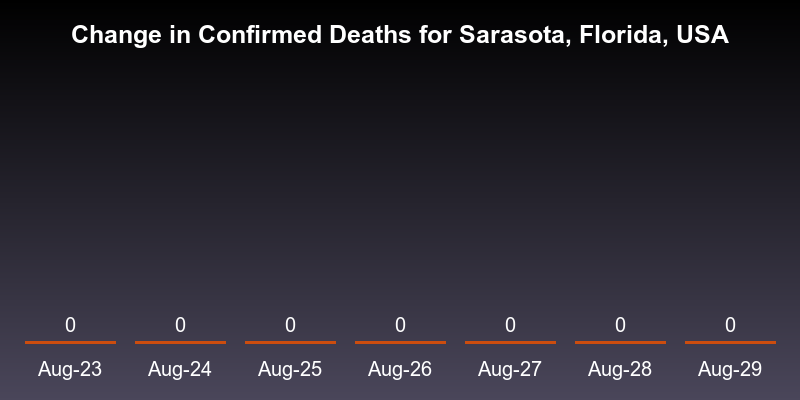 Change in Confirmed Deaths for Sarasota, Florida, USA
0 0 0 0 0 0 0
Aug-23 Aug-24 Aug-25 Aug-26 Aug-27 Aug-28 Aug-29